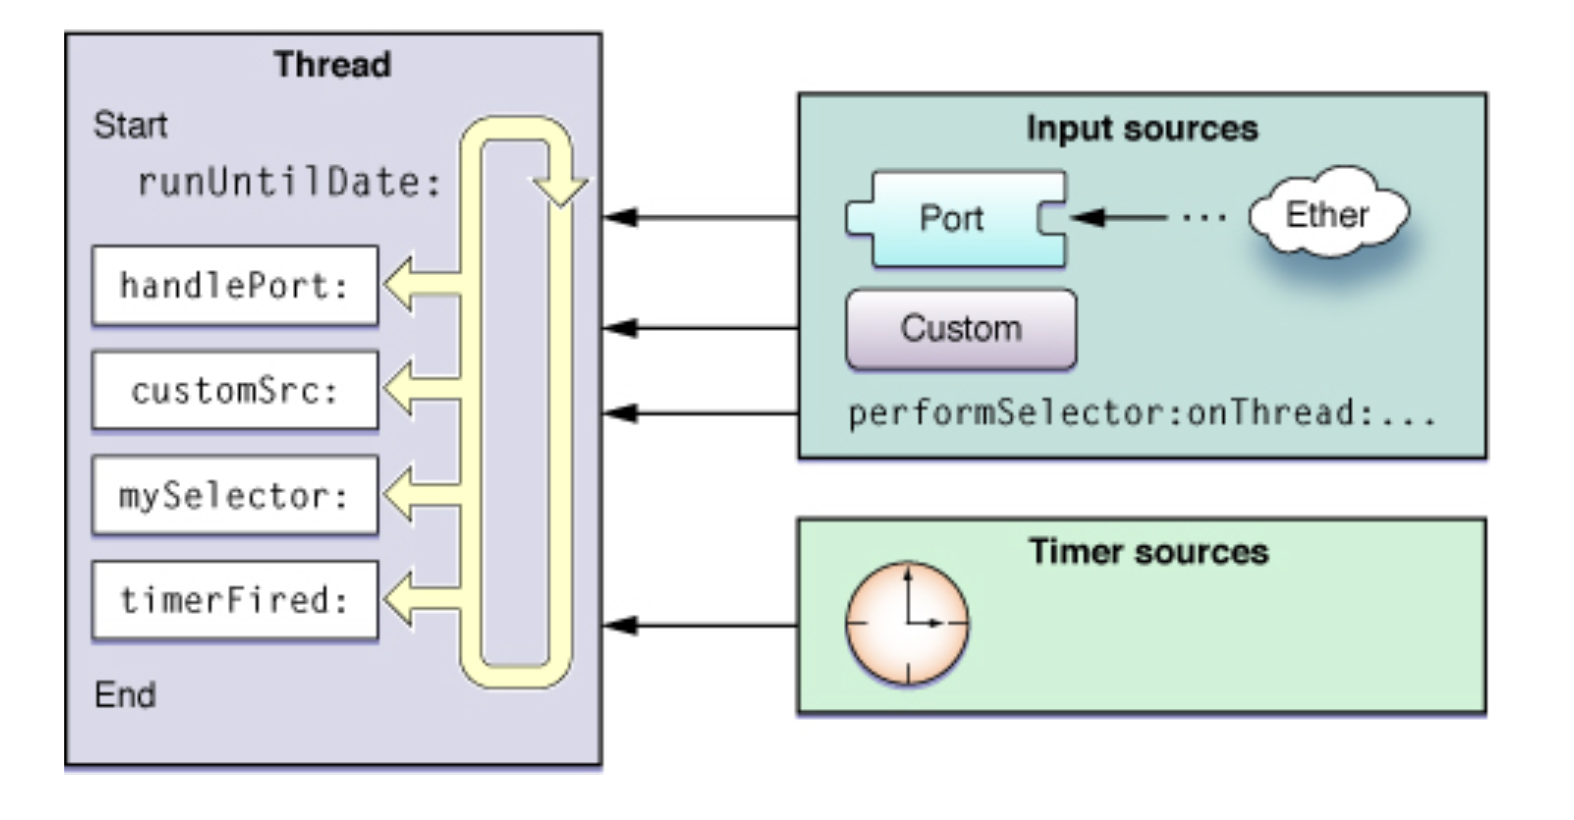 Thread
Start
runUntilDate:
handlePort:
customSrc:
mySelector:
timerFired:
End
Input sources
Port
... Ether
Custom
performSelector:onThread:...
Timer sources